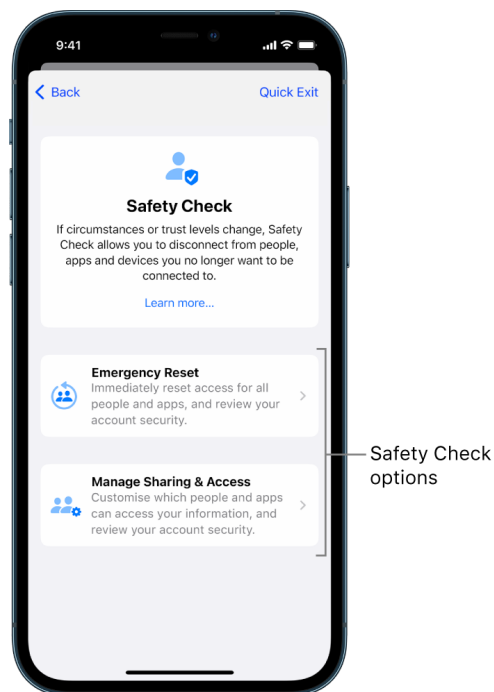 9:41
Back
Quick Exit
Safety Check
If circumstances or trust levels change, Safety
Check allows you to disconnect from people,
apps and devices you no longer want to be
connected to.
Learn more...
Emergency Reset
Immediately reset access for all
people and apps, and review your
account security.
Manage Sharing & Access
Customise which people and apps
can access your information, and
review your account security.
Safety Check
options